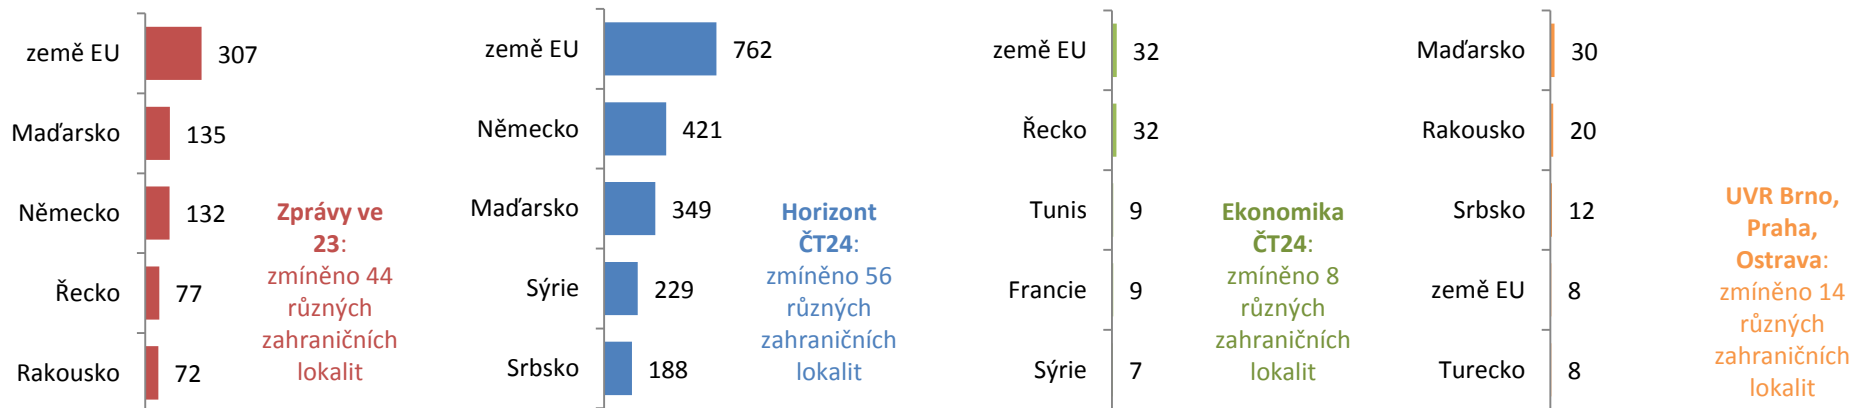 země EU 307
Maďarsko 135
Německo 132
Řecko 77
Rakousko 72
Zprávy ve
23:
zmíněno 44
různých
zahraničních
lokalit
země EU 762
Německo 421
Maďarsko 349
Sýrie 229
Srbsko 188
Horizont
ČT24:
zmíněno 56
různých
zahraničních
lokalit
země EU 32
Řecko 32
Tunis 9
Francie 9
Sýrie 7
Ekonomika
ČT24:
zmíněno 8
různých
zahraničních
lokalit
Maďarsko 30
Rakousko 20
Srbsko 12
země EU 8
Turecko 8
UVR Brno,
Praha,
Ostrava:
zmíněno 14
různých
zahraničních
lokalit